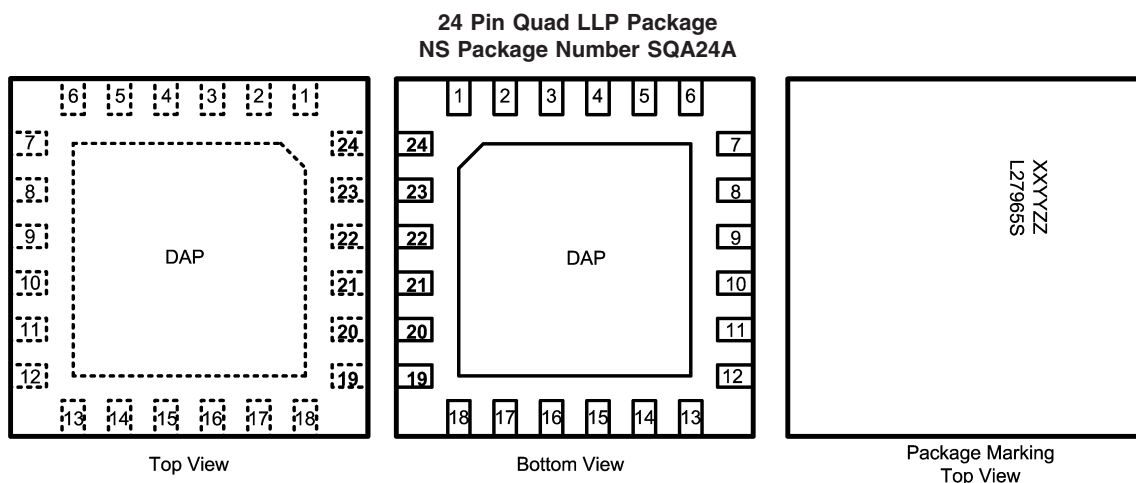 24 Pin Quad LLP Package
NS Package Number SQA24A
6 5 4 3 2 1
7 24
8 23
9 22
DAP
10 21
11 20
12 19
13 14 15 16 17 18
Top View
1 2 3 4 5 6
24 7
23 8
22 9
DAP
21 10
20 11
19 12
18 17 16 15 14 13
Bottom View
XXYYZZ
L27965S
Package Marking
Top View